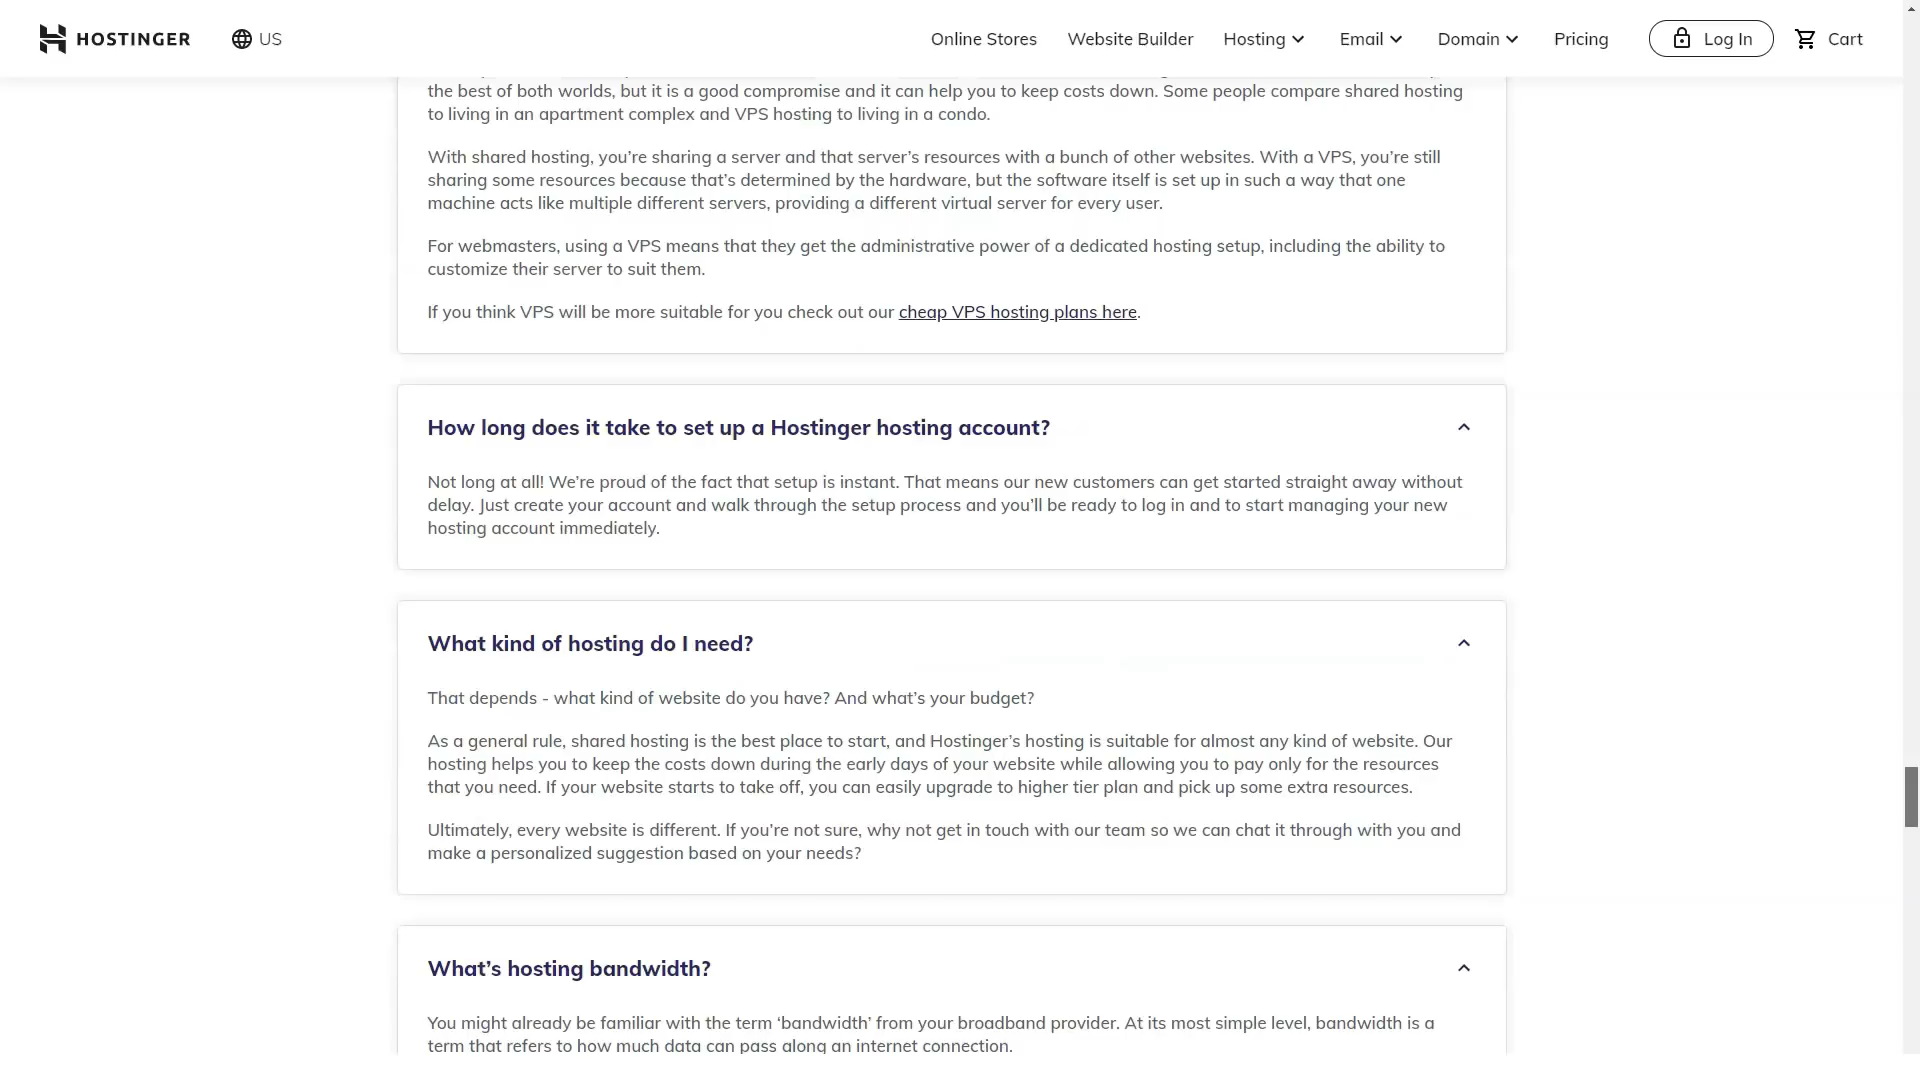 HOSTINGER
US
Online Stores
Website Builder
Hosting
Email
Domain
Pricing
Log In
Cart
the best of both worlds, but it is a good compromise and it can help you to keep costs down. Some people compare shared hosting
to living in an apartment complex and VPS hosting to living in a condo.
With shared hosting, you’re sharing a server and that server’s resources with a bunch of other websites. With a VPS, you’re still
sharing some resources because that’s determined by the hardware, but the software itself is set up in such a way that one
machine acts like multiple different servers, providing a different virtual server for every user.
For webmasters, using a VPS means that they get the administrative power of a dedicated hosting setup, including the ability to
customize their server to suit them.
If you think VPS will be more suitable for you check out our cheap VPS hosting plans here.
How long does it take to set up a Hostinger hosting account?
Not long at all! We’re proud of the fact that setup is instant. That means our new customers can get started straight away without
delay. Just create your account and walk through the setup process and you’ll be ready to log in and to start managing your new
hosting account immediately.
What kind of hosting do I need?
That depends - what kind of website do you have? And what’s your budget?
As a general rule, shared hosting is the best place to start, and Hostinger’s hosting is suitable for almost any kind of website. Our
hosting helps you to keep the costs down during the early days of your website while allowing you to pay only for the resources
that you need. If your website starts to take off, you can easily upgrade to higher tier plan and pick up some extra resources.
Ultimately, every website is different. If you’re not sure, why not get in touch with our team so we can chat it through with you and
make a personalized suggestion based on your needs?
What’s hosting bandwidth?
You might already be familiar with the term ‘bandwidth’ from your broadband provider. At its most simple level, bandwidth is a
term that refers to how much data can pass along an internet connection.